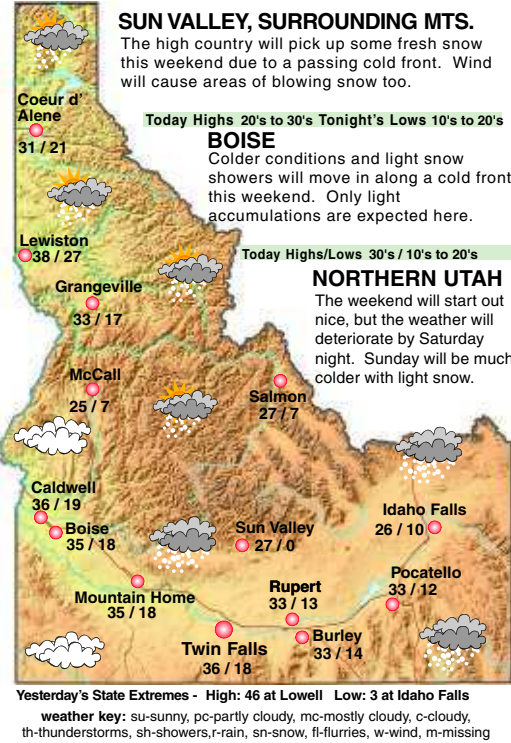 SUN VALLEY, SURROUNDING MTS.
The high country will pick up some fresh snow
this weekend due to a passing cold front.  Wind
will cause areas of blowing snow too.
Today Highs 20's to 30's Tonight's Lows 10's to 20's
BOISE
Colder conditions and light snow
showers will move in along a cold front
this weekend.  Only light
accumulations are expected here.
Today Highs/Lows 30's / 10's to 20's
NORTHERN UTAH
The weekend will start out
nice, but the weather will
deteriorate by Saturday
night.  Sunday will be much
colder with light snow.
Coeur d'
Alene
31 / 21
Lewiston
38 / 27
Grangeville
33 / 17
McCall
25 / 7
Salmon
27 / 7
Caldwell
36 / 19
Boise
35 / 18
Sun Valley
27 / 0
Idaho Falls
26 / 10
Mountain Home
35 / 18
Rupert
33 / 13
Pocatello
33 / 12
Twin Falls
36 / 18
Burley
33 / 14
Yesterday's State Extremes -  High: 46 at Lowell   Low: 3 at Idaho Falls
weather key: su-sunny, pc-partly cloudy, mc-mostly cloudy, c-cloudy,
th-thunderstorms, sh-showers,r-rain, sn-snow, fl-flurries, w-wind, m-missing